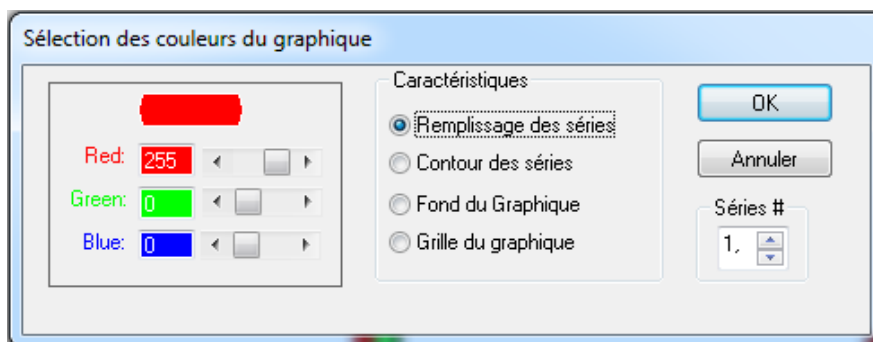 Sélection des couleurs du graphique
Red: 255
Green: 0
Blue: 0
Caractéristiques
Remplissage des séries
Contour des séries
Fond du Graphique
Grille du graphique
OK
Annuler
Séries #
1,